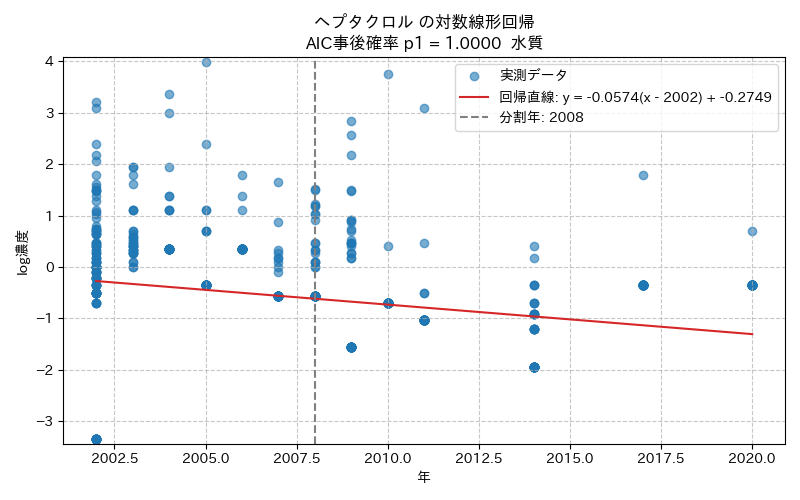 ヘプタクロル の対数線形回帰
AIC事後確率 p1 = 1.0000  水質
実測データ
回帰直線: y = -0.0574(x - 2002) + -0.2749
分割年: 2008
log濃度
4
3
2
1
0
−1
−2
−3
2002.5 2005.0 2007.5 2010.0 2012.5 2015.0 2017.5 2020.0
年